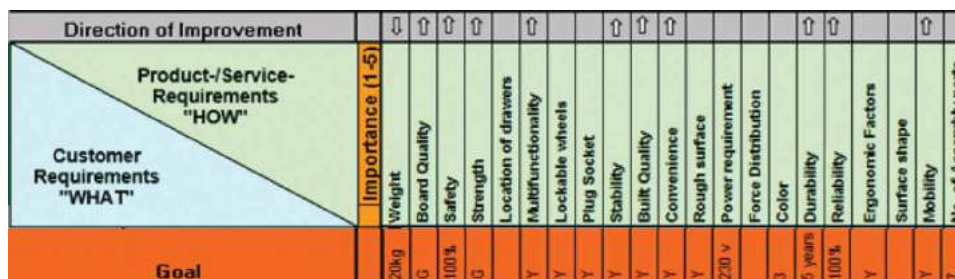 Direction of Improvement
⇩ ⇧ ⇧ ⇧ ⇧ ⇧ ⇧ ⇧ ⇧ ⇧ ⇧
Product-/Service-
Requirements
"HOW"
Customer
Requirements
"WHAT"
Importance (1-5)
Weight
Board Quality
Safety
Strength
Location of drawers
Multifunctionality
Lockable wheels
Plug Socket
Stability
Built Quality
Convenience
Rough surface
Power requirement
Force Distribution
Color
Durability
Reliability
Ergonomic Factors
Surface shape
Mobility
Goal
20kg
G
100%
G
Y
Y
Y
Y
Y
Y
Y
230 v
3
5 years
100%
Y
Y
Y